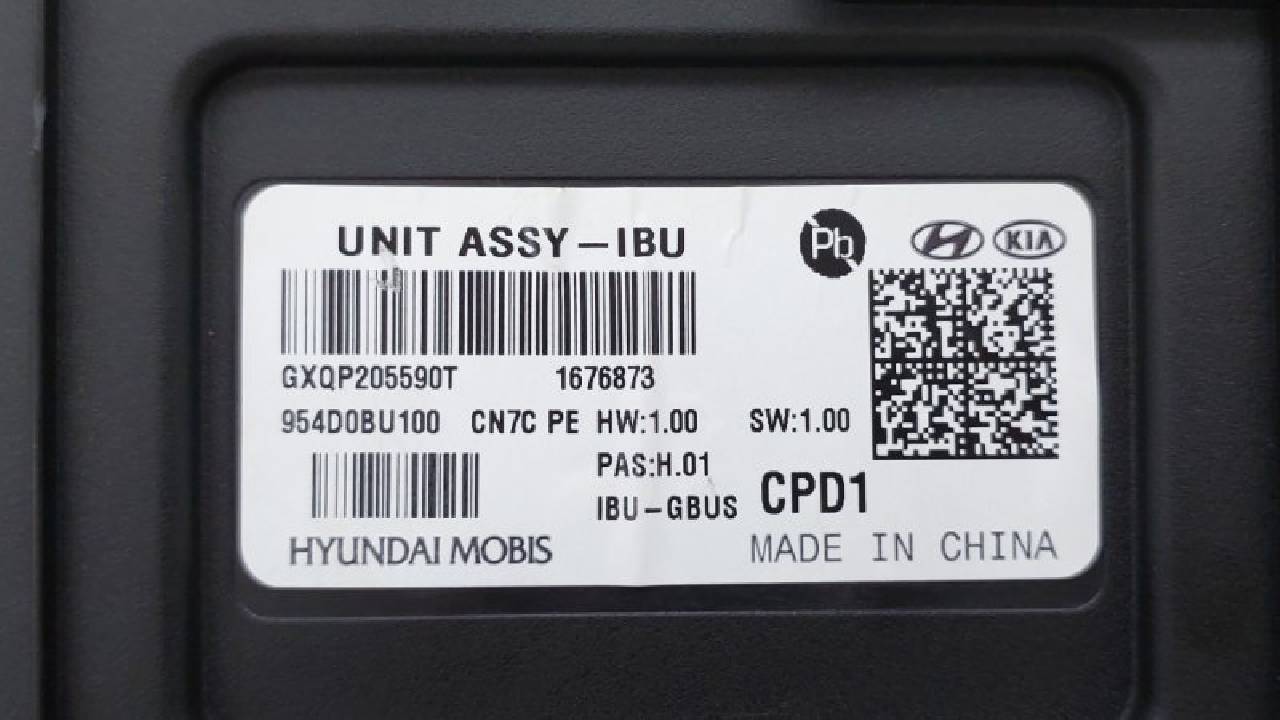 UNIT ASSY-IBU
Pb
KIA
GXQP205590T 1676873
954D0BU100 CN7C PE HW:1.00 SW:1.00
PAS:H.01
IBU-GBUS CPD1
HYUNDAI MOBIS MADE IN CHINA